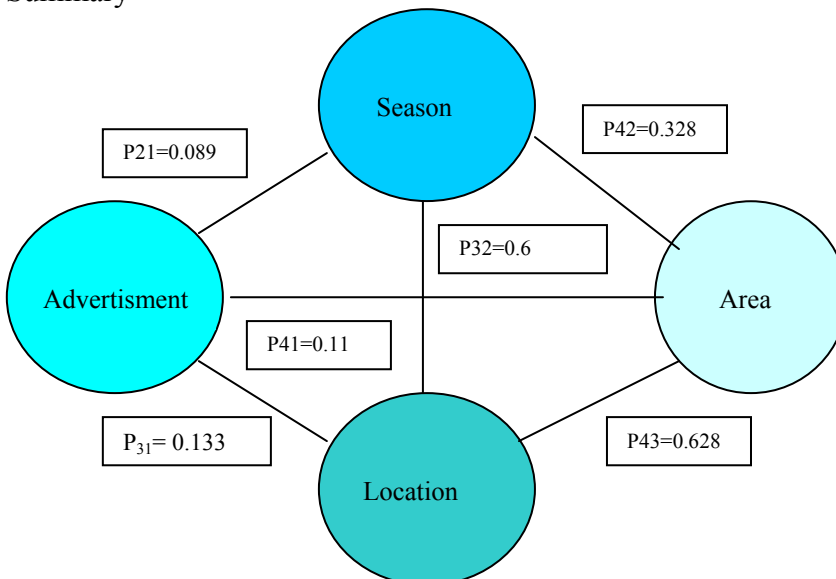 Summary
Season
P42=0.328
P21=0.089
P32=0.6
Advertisment
Area
P41=0.11
P31= 0.133
P43=0.628
Location